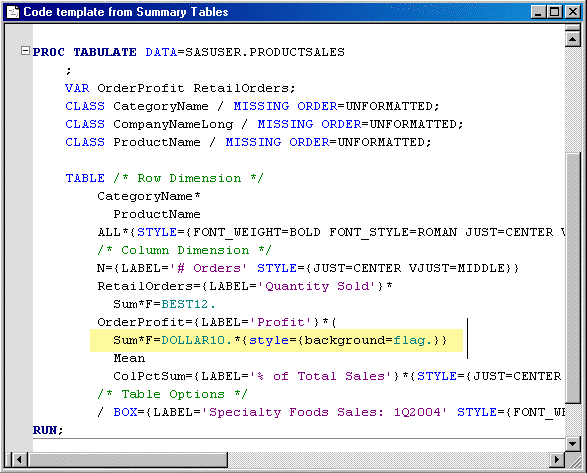 Code template from Summary Tables
PROC TABULATE DATA=SASUSER.PRODUCTSALES
;
VAR OrderProfit RetailOrders;
CLASS CategoryName / MISSING ORDER=UNFORMATTED;
CLASS CompanyNameLong / MISSING ORDER=UNFORMATTED;
CLASS ProductName / MISSING ORDER=UNFORMATTED;
TABLE /* Row Dimension */
CategoryName*
ProductName
ALL*{STYLE={FONT_WEIGHT=BOLD FONT_STYLE=ROMAN JUST=CENTER V
/* Column Dimension */
N={LABEL='# Orders' STYLE={JUST=CENTER VJUST=MIDDLE}}
RetailOrders={LABEL='Quantity Sold'}*
Sum*F=BEST12.
OrderProfit={LABEL='Profit'}*(
Sum*F=DOLLAR10.*{style={background=flag.}}
Mean
ColPctSum={LABEL='% of Total Sales'}*{STYLE={JUST=CENTER
/* Table Options */
/ BOX={LABEL='Specialty Foods Sales: 1Q2004' STYLE={FONT_WE
RUN;